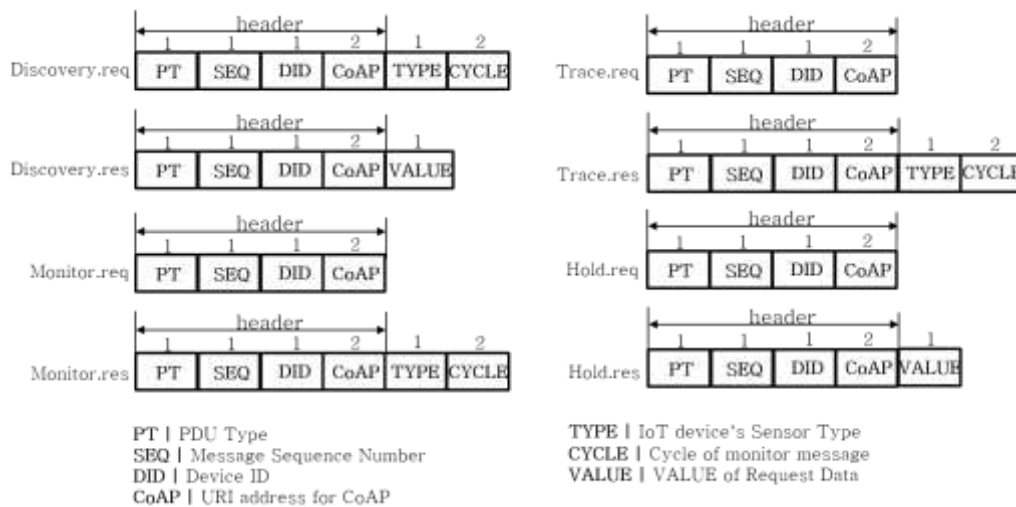 header
1 1 1 2 1 2
Discovery.req PT SEQ DID CoAP TYPE CYCLE
header
1 1 1 2 1
Discovery.res PT SEQ DID CoAP VALUE
header
1 1 1 2
Monitor.req PT SEQ DID CoAP
header
1 1 1 2 1 2
Monitor.res PT SEQ DID CoAP TYPE CYCLE
PT | PDU Type
SEQ | Message Sequence Number
DID | Device ID
CoAP | URI address for CoAP
header
1 1 1 2
Trace.req PT SEQ DID CoAP
header
1 1 1 2 1 2
Trace.res PT SEQ DID CoAP TYPE CYCLE
header
1 1 1 2
Hold.req PT SEQ DID CoAP
header
1 1 1 2 1
Hold.res PT SEQ DID CoAP VALUE
TYPE | IoT device's Sensor Type
CYCLE | Cycle of monitor message
VALUE | VALUE of Request Data